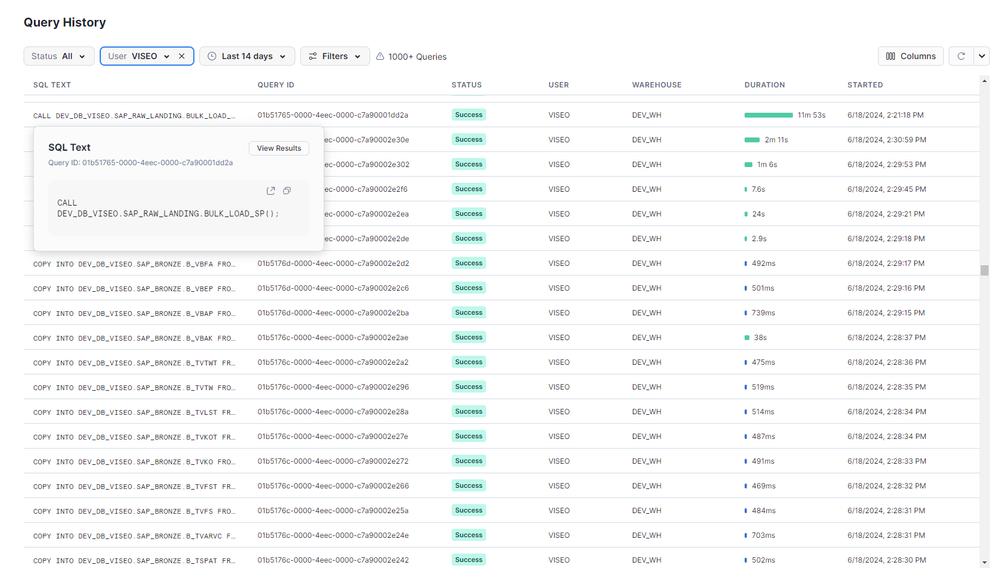 Query History
Status All
User VISEO
Last 14 days
Filters
1000+ Queries
Columns
SQL TEXT QUERY ID STATUS USER WAREHOUSE DURATION STARTED
CALL DEV_DB_VISEO.SAP_RAW_LANDING.BULK_LOAD_… 01b51765-0000-4eec-0000-c7a90001dd2a Success VISEO DEV_WH 11m 53s 6/18/2024, 2:21:18 PM
ec-0000-c7a90002e30e Success VISEO DEV_WH 2m 11s 6/18/2024, 2:30:59 PM
ec-0000-c7a90002e302 Success VISEO DEV_WH 1m 6s 6/18/2024, 2:29:53 PM
ec-0000-c7a90002e2f6 Success VISEO DEV_WH 7.6s 6/18/2024, 2:29:45 PM
ec-0000-c7a90002e2ea Success VISEO DEV_WH 24s 6/18/2024, 2:29:21 PM
ec-0000-c7a90002e2de Success VISEO DEV_WH 2.9s 6/18/2024, 2:29:18 PM
SQL Text
View Results
Query ID: 01b51765-0000-4eec-0000-c7a90001dd2a
CALL
DEV_DB_VISEO.SAP_RAW_LANDING.BULK_LOAD_SP();
COPY INTO DEV_DB_VISEO.SAP_BRONZE.B_VBFA FRO… 01b5176d-0000-4eec-0000-c7a90002e2d2 Success VISEO DEV_WH 492ms 6/18/2024, 2:29:17 PM
COPY INTO DEV_DB_VISEO.SAP_BRONZE.B_VBEP FRO… 01b5176d-0000-4eec-0000-c7a90002e2c6 Success VISEO DEV_WH 501ms 6/18/2024, 2:29:16 PM
COPY INTO DEV_DB_VISEO.SAP_BRONZE.B_VBAP FRO… 01b5176d-0000-4eec-0000-c7a90002e2ba Success VISEO DEV_WH 739ms 6/18/2024, 2:29:15 PM
COPY INTO DEV_DB_VISEO.SAP_BRONZE.B_VBAK FRO… 01b5176c-0000-4eec-0000-c7a90002e2ae Success VISEO DEV_WH 38s 6/18/2024, 2:28:37 PM
COPY INTO DEV_DB_VISEO.SAP_BRONZE.B_TVTWT FR… 01b5176c-0000-4eec-0000-c7a90002e2a2 Success VISEO DEV_WH 475ms 6/18/2024, 2:28:36 PM
COPY INTO DEV_DB_VISEO.SAP_BRONZE.B_TVTW FRO… 01b5176c-0000-4eec-0000-c7a90002e296 Success VISEO DEV_WH 519ms 6/18/2024, 2:28:35 PM
COPY INTO DEV_DB_VISEO.SAP_BRONZE.B_TVLST FR… 01b5176c-0000-4eec-0000-c7a90002e28a Success VISEO DEV_WH 514ms 6/18/2024, 2:28:34 PM
COPY INTO DEV_DB_VISEO.SAP_BRONZE.B_TVKOT FR… 01b5176c-0000-4eec-0000-c7a90002e27e Success VISEO DEV_WH 487ms 6/18/2024, 2:28:34 PM
COPY INTO DEV_DB_VISEO.SAP_BRONZE.B_TVKO FRO… 01b5176c-0000-4eec-0000-c7a90002e272 Success VISEO DEV_WH 491ms 6/18/2024, 2:28:33 PM
COPY INTO DEV_DB_VISEO.SAP_BRONZE.B_TVFST FR… 01b5176c-0000-4eec-0000-c7a90002e266 Success VISEO DEV_WH 469ms 6/18/2024, 2:28:32 PM
COPY INTO DEV_DB_VISEO.SAP_BRONZE.B_TVFS FRO… 01b5176c-0000-4eec-0000-c7a90002e25a Success VISEO DEV_WH 484ms 6/18/2024, 2:28:31 PM
COPY INTO DEV_DB_VISEO.SAP_BRONZE.B_TVARVC F… 01b5176c-0000-4eec-0000-c7a90002e24e Success VISEO DEV_WH 703ms 6/18/2024, 2:28:31 PM
COPY INTO DEV_DB_VISEO.SAP_BRONZE.B_TSPAT FR… 01b5176c-0000-4eec-0000-c7a90002e242 Success VISEO DEV_WH 502ms 6/18/2024, 2:28:30 PM